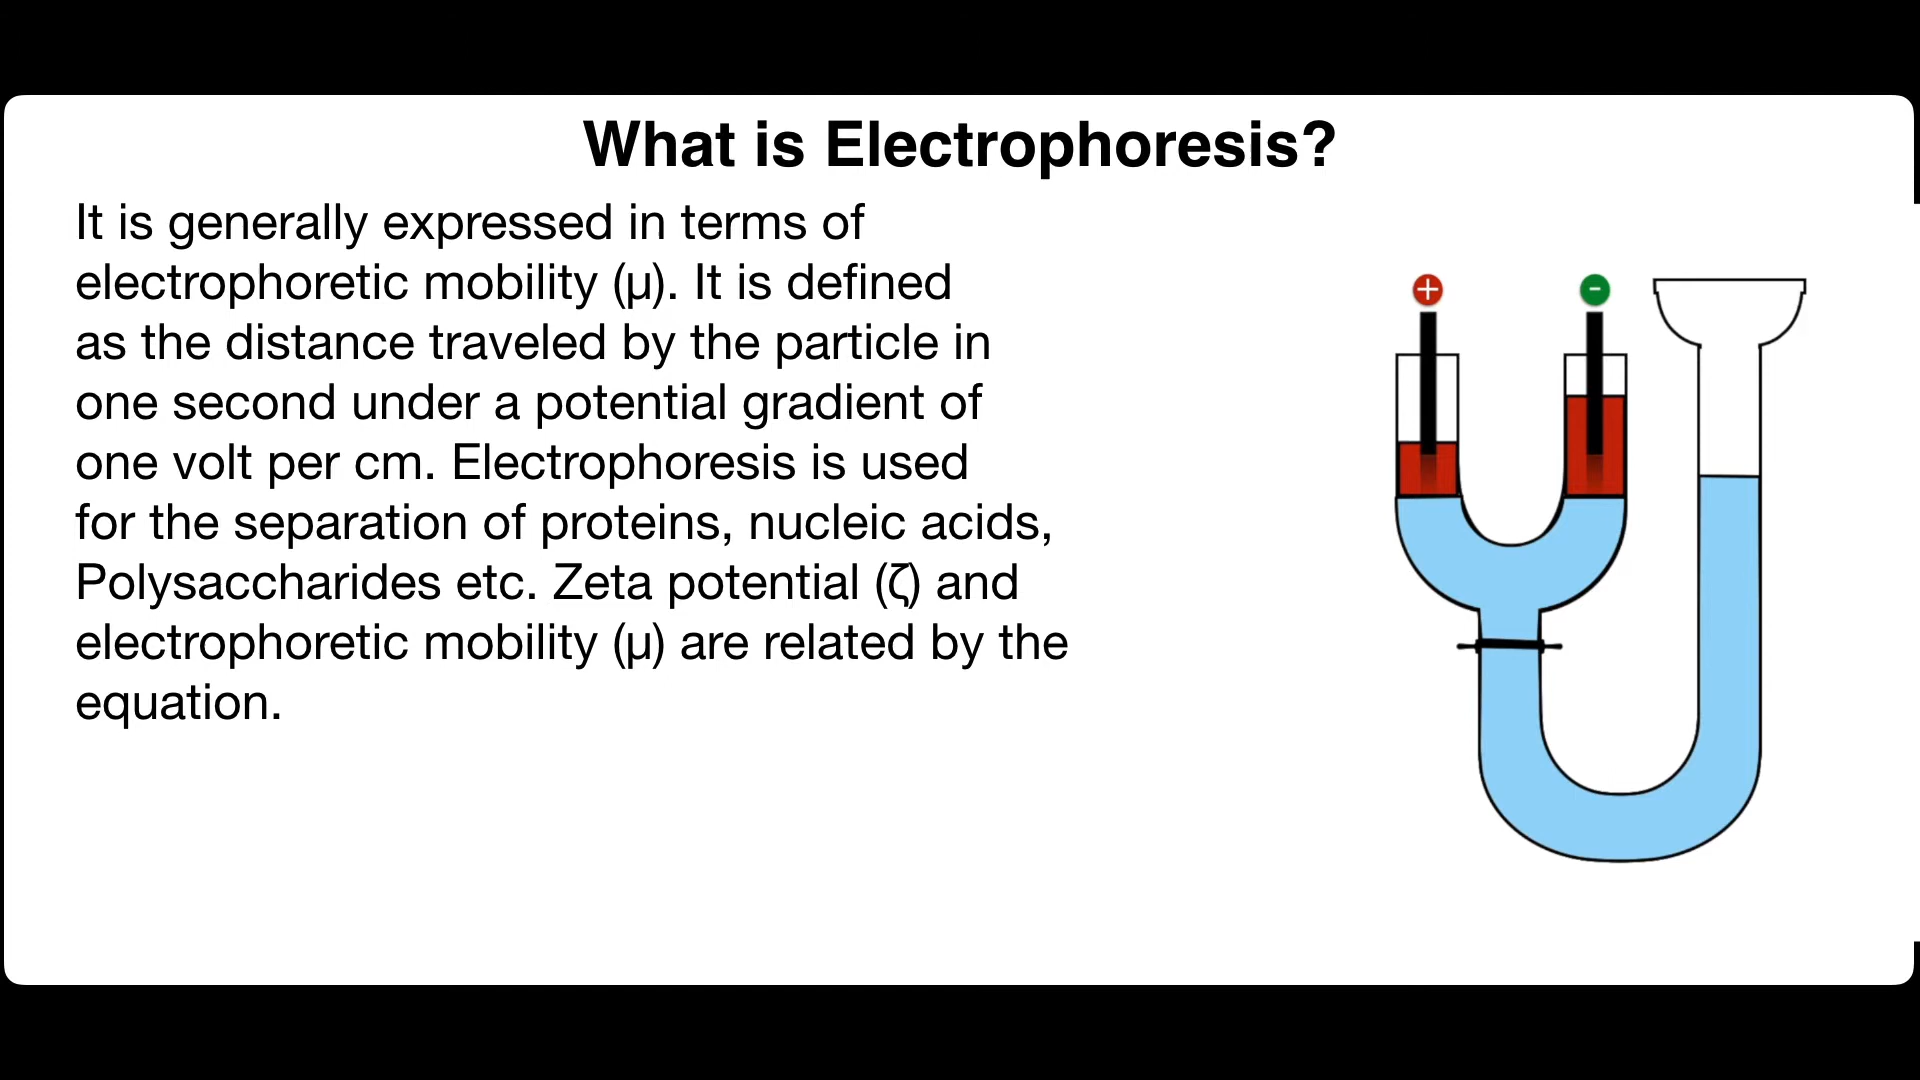 What is Electrophoresis?
It is generally expressed in terms of
electrophoretic mobility (μ). It is defined
as the distance traveled by the particle in
one second under a potential gradient of
one volt per cm. Electrophoresis is used
for the separation of proteins, nucleic acids,
Polysaccharides etc. Zeta potential (ζ) and
electrophoretic mobility (μ) are related by the
equation.
+ -